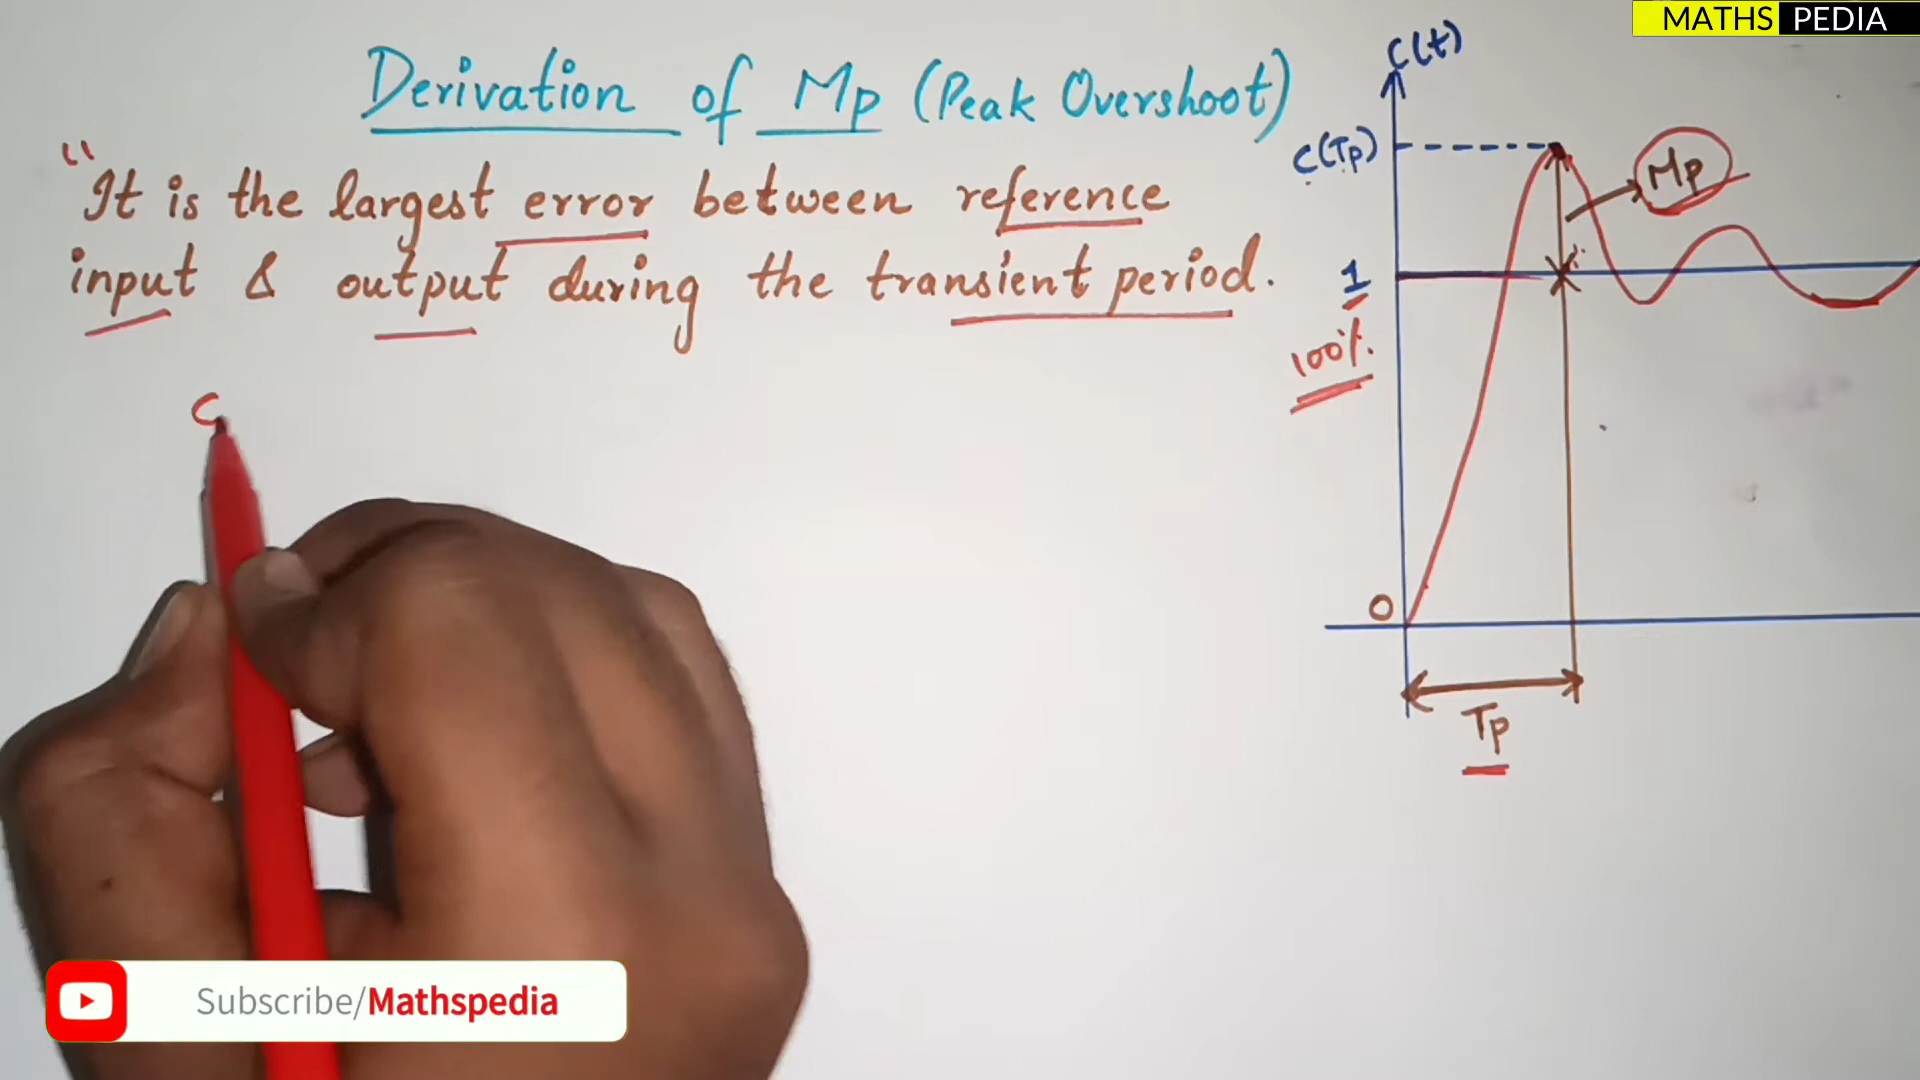 MATHS PEDIA
Derivation of Mp (Peak Overshoot)
"It is the largest error between reference
input & output during the transient period.
C
C(t)
C(Tp)
Mp
1
100%.
0
Tp
Subscribe/Mathspedia